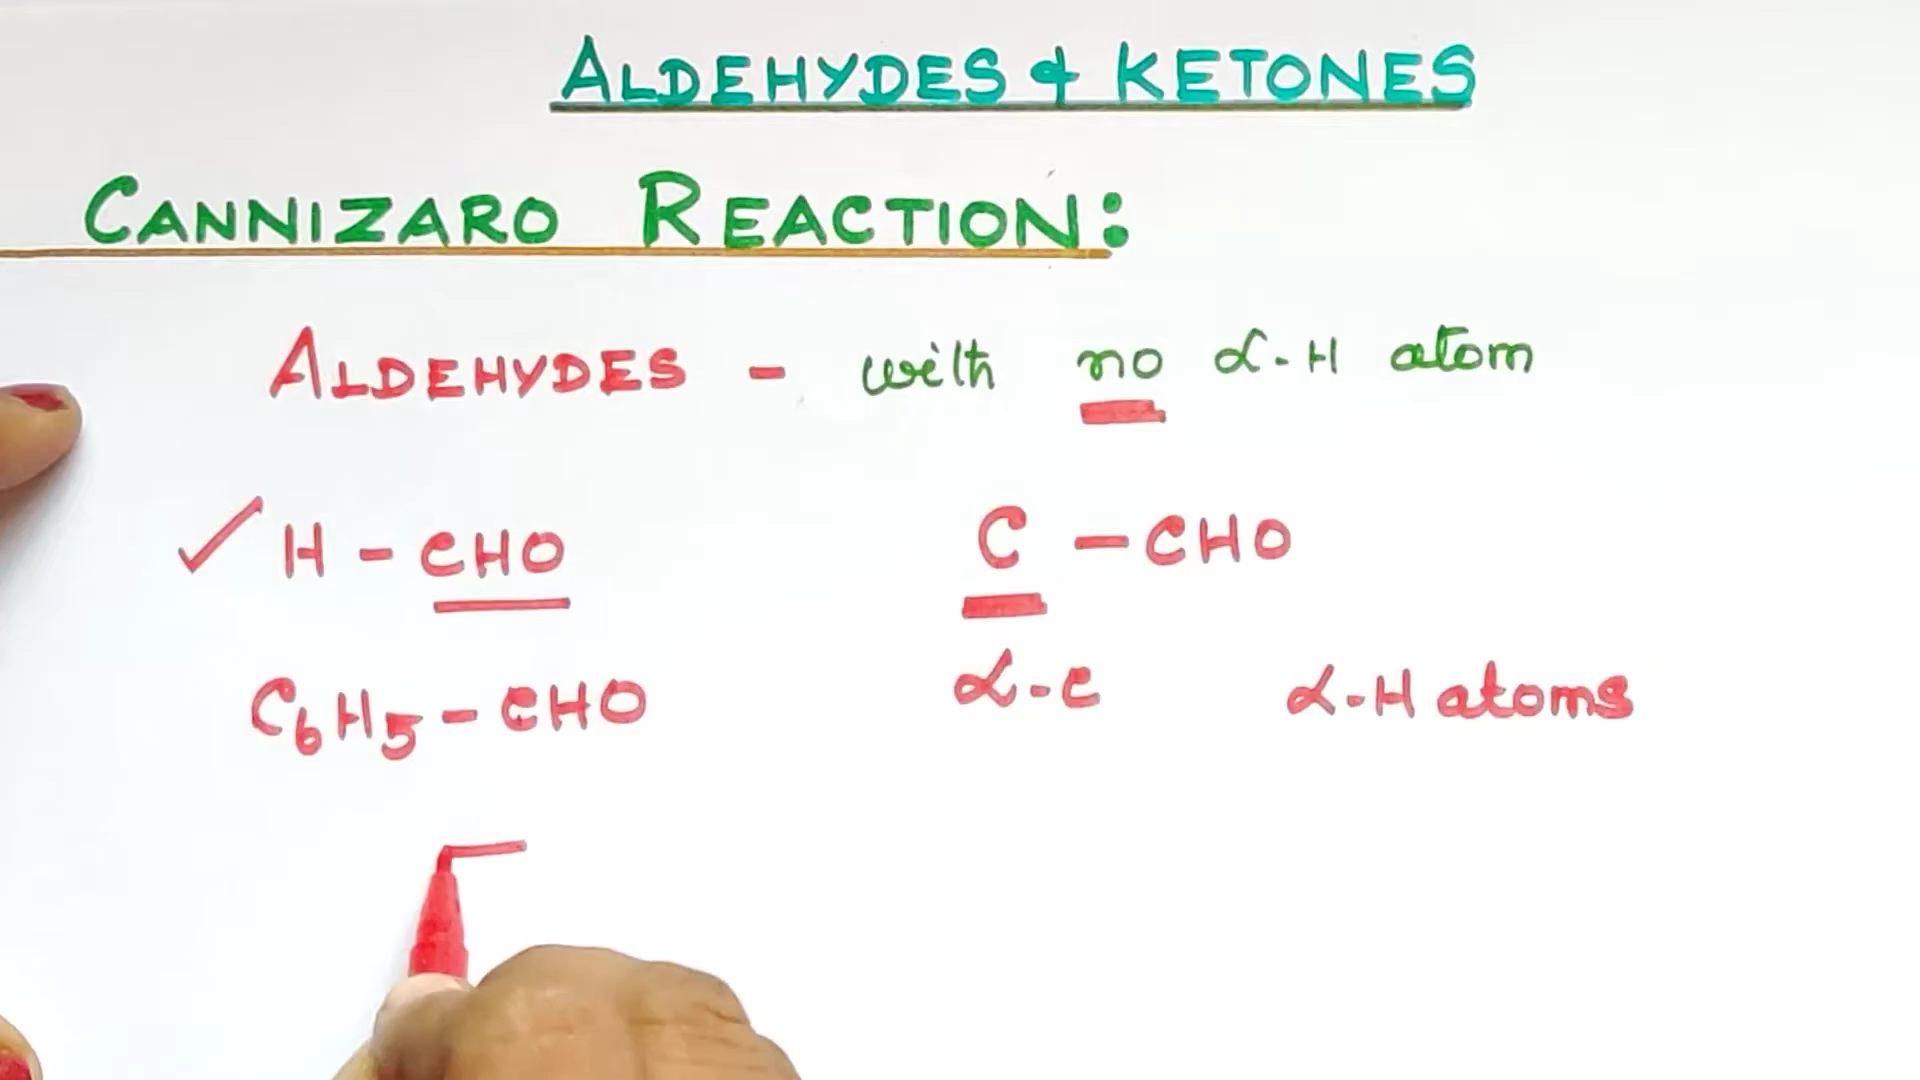 ALDEHYDES & KETONES
CANNIZARO REACTION:
ALDEHYDES - with no α-H atom
✓ H - CHO
C - CHO
C₆H₅ - CHO
α-C
α-H atoms